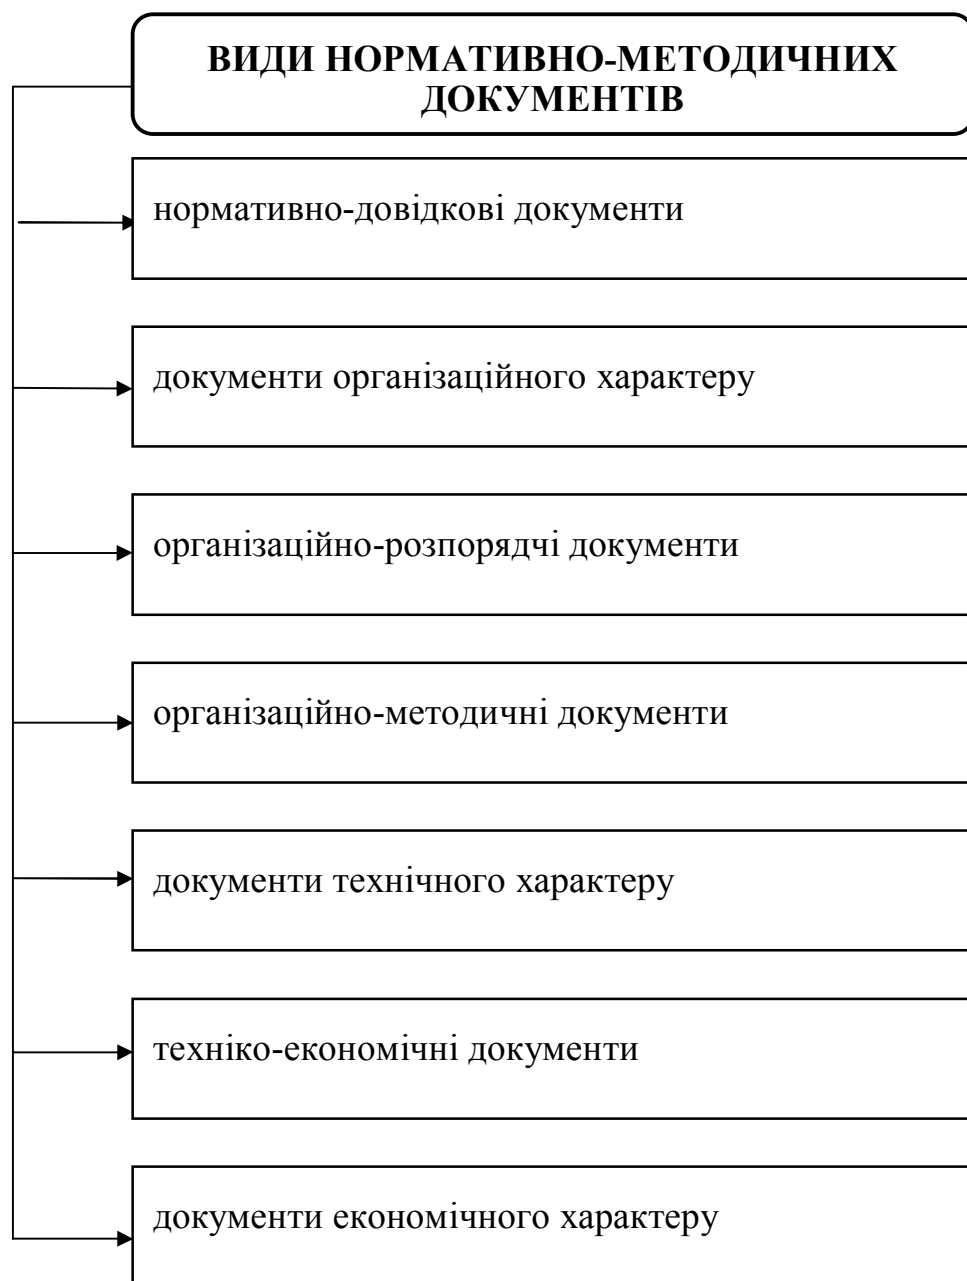 ВИДИ НОРМАТИВНО-МЕТОДИЧНИХ
ДОКУМЕНТІВ
нормативно-довідкові документи
документи організаційного характеру
організаційно-розпорядчі документи
організаційно-методичні документи
документи технічного характеру
техніко-економічні документи
документи економічного характеру